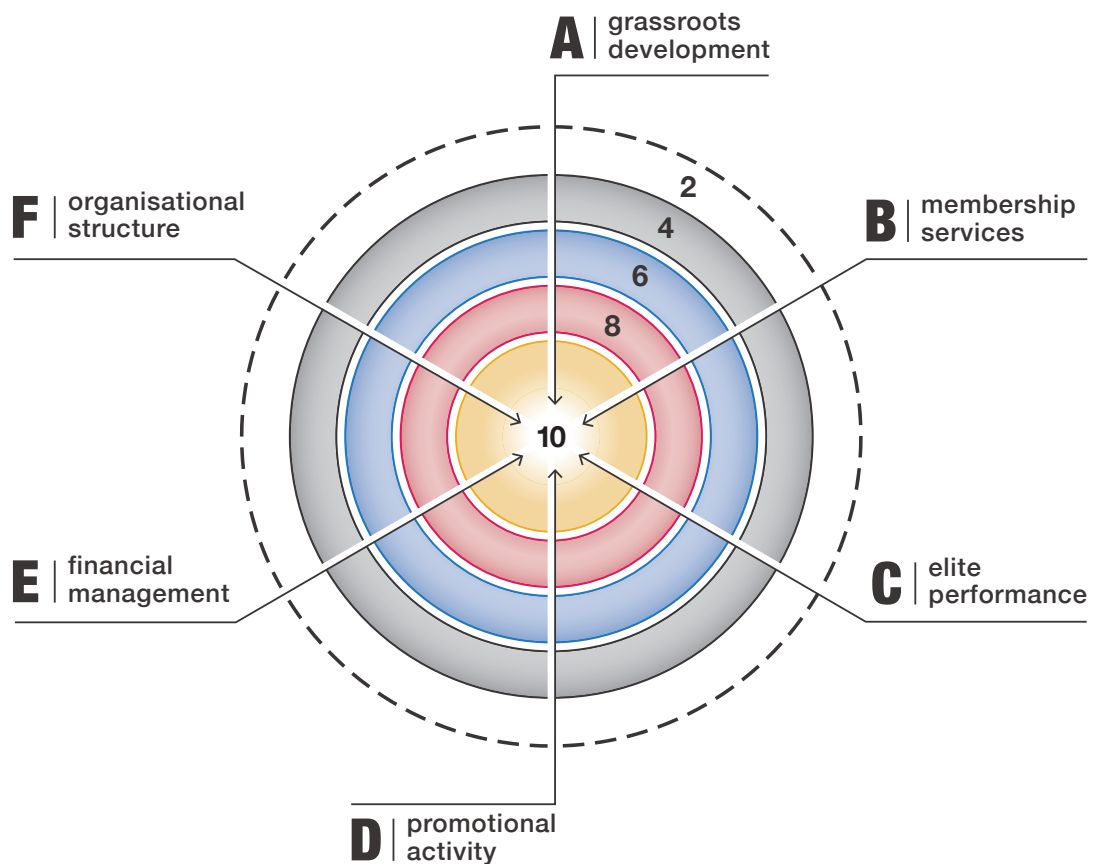 A | grassroots
development
2
4
6
8
10
F | organisational
structure
B | membership
services
E | financial
management
C | elite
performance
D | promotional
activity